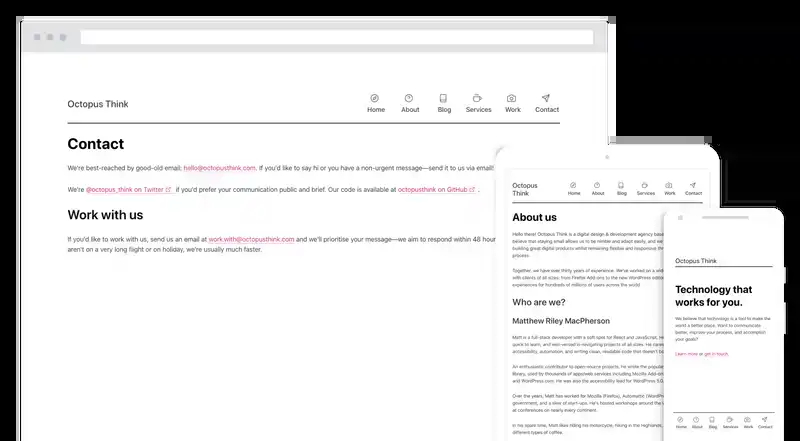 Octopus Think
Home About Blog Services Work Contact
Contact
We're best-reached by good-old email: hello@octopusthink.com. If you'd like to say hi or you have a non-urgent message—send it to us via email!
We're @octopus_think on Twitter if you'd prefer your communication public and brief. Our code is available at octopusthink on GitHub .
Work with us
If you'd like to work with us, send us an email at work.with@octopusthink.com and we'll prioritise your message—we aim to respond within 48 hour
aren't on a very long flight or on holiday, we're usually much faster.
Octopus
Think
Home About Blog Services Work Contact
About us
Hello there! Octopus Think is a digital design & development agency base
believe that staying small allows us to be nimble and adapt easily, and we
building great digital products whilst remaining flexible and responsive th
process.
Together, we have over thirty years of experience. We've worked on a wid
with clients of all sizes: from Firefox Add-ons to the new WordPress editor
experiences for hundreds of millions of users across the world.
Who are we?
Matthew Riley MacPherson
Matt is a full-stack developer with a soft spot for React and JavaScript. He
quick to learn, and well-versed in navigating projects of all sizes. He care
accessibility, automation, and writing clean, readable code that doesn't b
An enthusiastic contributor to open-source projects, He wrote the popula
library, used by thousands of apps/web services including Mozilla Add-on
and WordPress.com. He was also the accessibility lead for WordPress 5.0.
Over the years, Matt has worked for Mozilla (Firefox), Automattic (WordPr
government, and a slew of start-ups. He's hosted workshops around the
at conferences on nearly every continent.
In his spare time, Matt likes riding his motorcycle, hiking in the highlands,
different types of coffee.
Octopus Think
Technology that
works for you.
We believe that technology is a tool to make the
world a better place. Want to communicate
better, improve your process, and accomplish
your goals?
Learn more or get in touch.
Home About Blog Services Work Contact